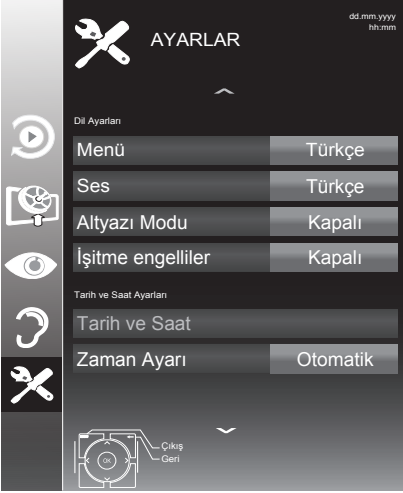 AYARLAR
dd.mm.yyyy
hh:mm
Dil Ayarları
Menü Türkçe
Ses Türkçe
Altyazı Modu Kapalı
İşitme engelliler Kapalı
Tarih ve Saat Ayarları
Tarih ve Saat
Zaman Ayarı Otomatik
Çıkış
Geri
OK